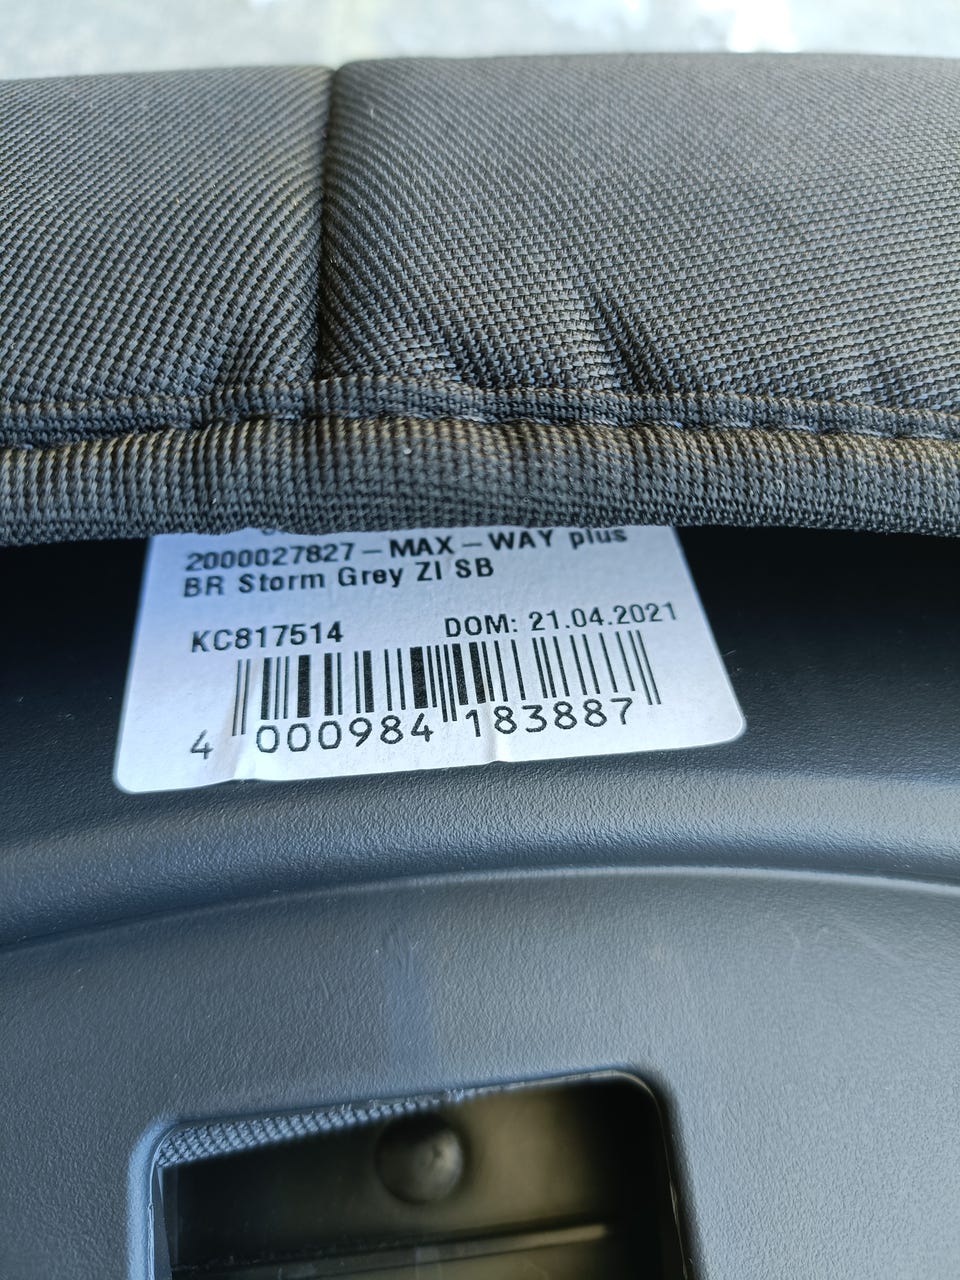 2000027827 – MAX – WAY plus
BR Storm Grey ZI SB
KC817514 DOM: 21.04.2021
4 000984 183887